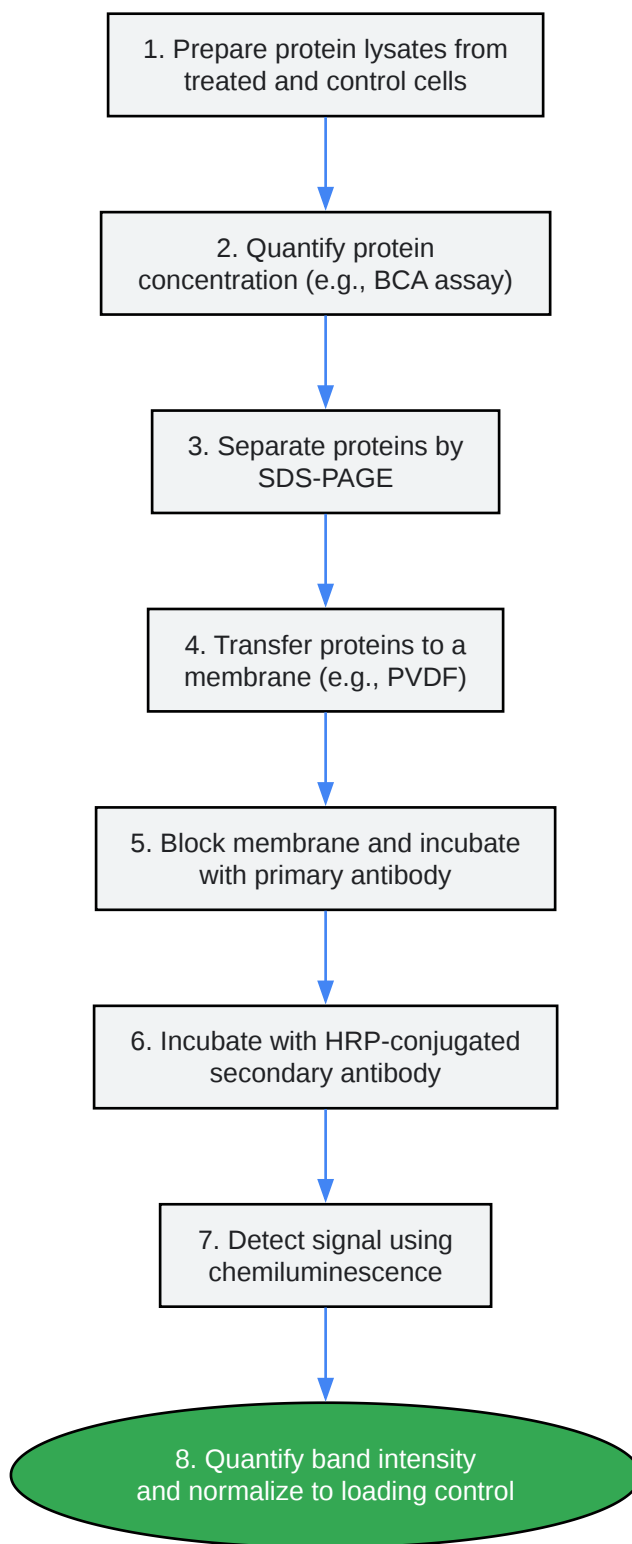 1. Prepare protein lysates from
treated and control cells
2. Quantify protein
concentration (e.g., BCA assay)
3. Separate proteins by
SDS-PAGE
4. Transfer proteins to a
membrane (e.g., PVDF)
5. Block membrane and incubate
with primary antibody
6. Incubate with HRP-conjugated
secondary antibody
7. Detect signal using
chemiluminescence
8. Quantify band intensity
and normalize to loading control